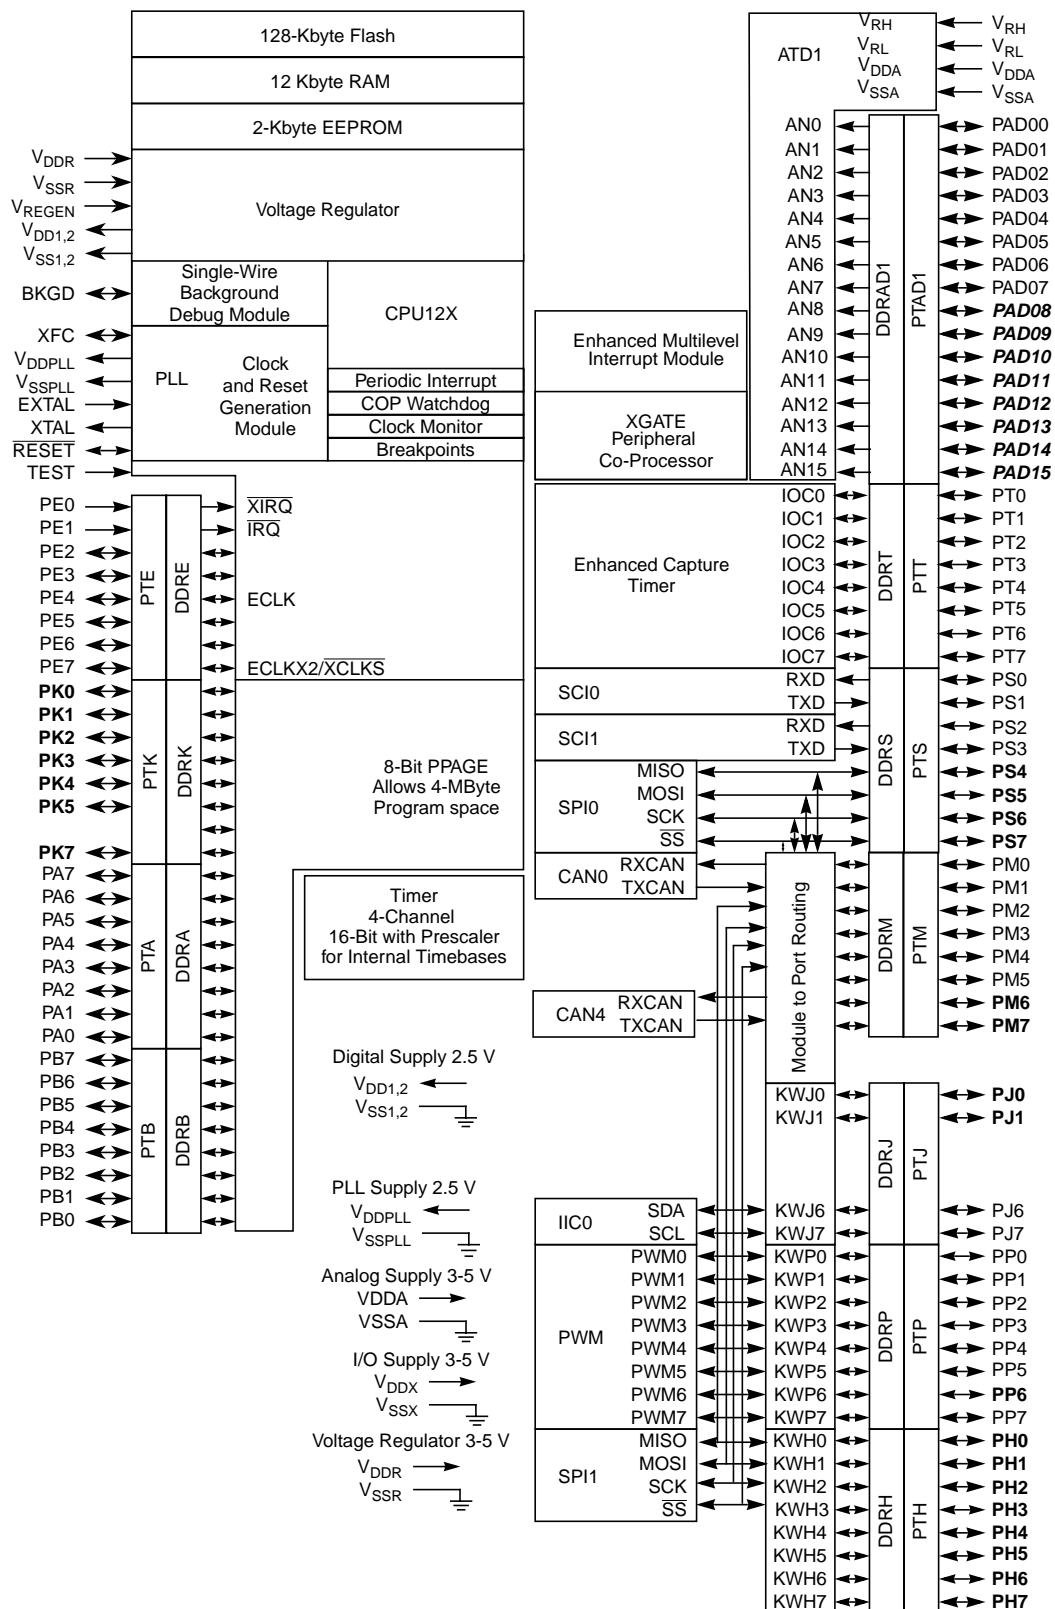 128-Kbyte Flash
12 Kbyte RAM
2-Kbyte EEPROM
VDDR
VSSR
VREGEN
VDD1,2
VSS1,2
Voltage Regulator
BKGD
Single-Wire
Background
Debug Module
CPU12X
XFC
VDDPLL
VSSPLL
EXTAL
XTAL
RESET
TEST
PLL
Clock
and Reset
Generation
Module
Periodic Interrupt
COP Watchdog
Clock Monitor
Breakpoints
PE0
PE1
PE2
PE3
PE4
PE5
PE6
PE7
PTE
DDRE
XIRQ
IRQ
ECLK
ECLKX2/XCLKS
PK0
PK1
PK2
PK3
PK4
PK5
PK7
PTK
DDRK
8-Bit PPAGE
Allows 4-MByte
Program space
PA7
PA6
PA5
PA4
PA3
PA2
PA1
PA0
PTA
DDRA
Timer
4-Channel
16-Bit with Prescaler
for Internal Timebases
PB7
PB6
PB5
PB4
PB3
PB2
PB1
PB0
PTB
DDRB
Digital Supply 2.5 V
VDD1,2
VSS1,2
PLL Supply 2.5 V
VDDPLL
VSSPLL
Analog Supply 3-5 V
VDDA
VSSA
I/O Supply 3-5 V
VDDX
VSSX
Voltage Regulator 3-5 V
VDDR
VSSR
ATD1
VRH
VRL
VDDA
VSSA
VRH
VRL
VDDA
VSSA
AN0
AN1
AN2
AN3
AN4
AN5
AN6
AN7
AN8
AN9
AN10
AN11
AN12
AN13
AN14
AN15
DDRAD1
PTAD1
PAD00
PAD01
PAD02
PAD03
PAD04
PAD05
PAD06
PAD07
PAD08
PAD09
PAD10
PAD11
PAD12
PAD13
PAD14
PAD15
Enhanced Multilevel
Interrupt Module
XGATE
Peripheral
Co-Processor
Enhanced Capture
Timer
IOC0
IOC1
IOC2
IOC3
IOC4
IOC5
IOC6
IOC7
DDRT
PTT
PT0
PT1
PT2
PT3
PT4
PT5
PT6
PT7
SCI0
RXD
TXD
SCI1
RXD
TXD
SPI0
MISO
MOSI
SCK
SS
DDRS
PTS
PS0
PS1
PS2
PS3
PS4
PS5
PS6
PS7
CAN0
RXCAN
TXCAN
CAN4
RXCAN
TXCAN
Module to Port Routing
DDRM
PTM
PM0
PM1
PM2
PM3
PM4
PM5
PM6
PM7
KWJ0
KWJ1
KWJ6
KWJ7
DDRJ
PTJ
PJ0
PJ1
PJ6
PJ7
IIC0
SDA
SCL
PWM
PWM0
PWM1
PWM2
PWM3
PWM4
PWM5
PWM6
PWM7
KWP0
KWP1
KWP2
KWP3
KWP4
KWP5
KWP6
KWP7
DDRP
PTP
PP0
PP1
PP2
PP3
PP4
PP5
PP6
PP7
SPI1
MISO
MOSI
SCK
SS
KWH0
KWH1
KWH2
KWH3
KWH4
KWH5
KWH6
KWH7
DDRH
PTH
PH0
PH1
PH2
PH3
PH4
PH5
PH6
PH7